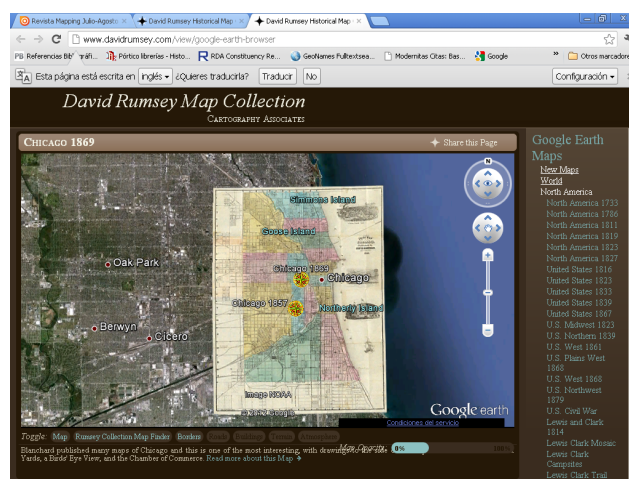 Revista Mapping Julio-Agosto
David Rumsey Historical Map
David Rumsey Historical Map
www.davidrumsey.com/view/google-earth-browser
Pórtico librerías - Histo...
RDA Constituency Re...
GeoNames Fulltextsea...
Modernitas Citas: Bas...
Google
Otros marcadores
Esta página está escrita en inglés ¿Quieres traducirla? Traducir No Configuración
David Rumsey Map Collection
Cartography Associates
Chicago 1869
Share this Page
Simmons Island
Goose Island
Oak Park
Chicago 1869
Chicago
Chicago 1857
Northerly Island
Berwyn
Cicero
Image NOAA
Google earth
Condiciones del servicio
Toggle: Map Rumsey Collection Map Finder Borders
Map Opacity 0% 100%
Blanchard published many maps of Chicago and this is one of the most interesting, with drawings to the side
Yards, a Birds' Eye View, and the Chamber of Commerce. Read more about this Map
Google Earth
Maps
New Maps
World
North America
North America 1733
North America 1786
North America 1811
North America 1819
North America 1823
North America 1827
United States 1816
United States 1823
United States 1833
United States 1839
United States 1867
U.S. Midwest 1823
U.S. Northern 1839
U.S. West 1861
U.S. Plains West
1868
U.S. West 1868
U.S. Northwest
1879
U.S. Civil War
Lewis and Clark
1814
Lewis Clark Mosaic
Lewis Clark
Campsites
Lewis Clark Trail